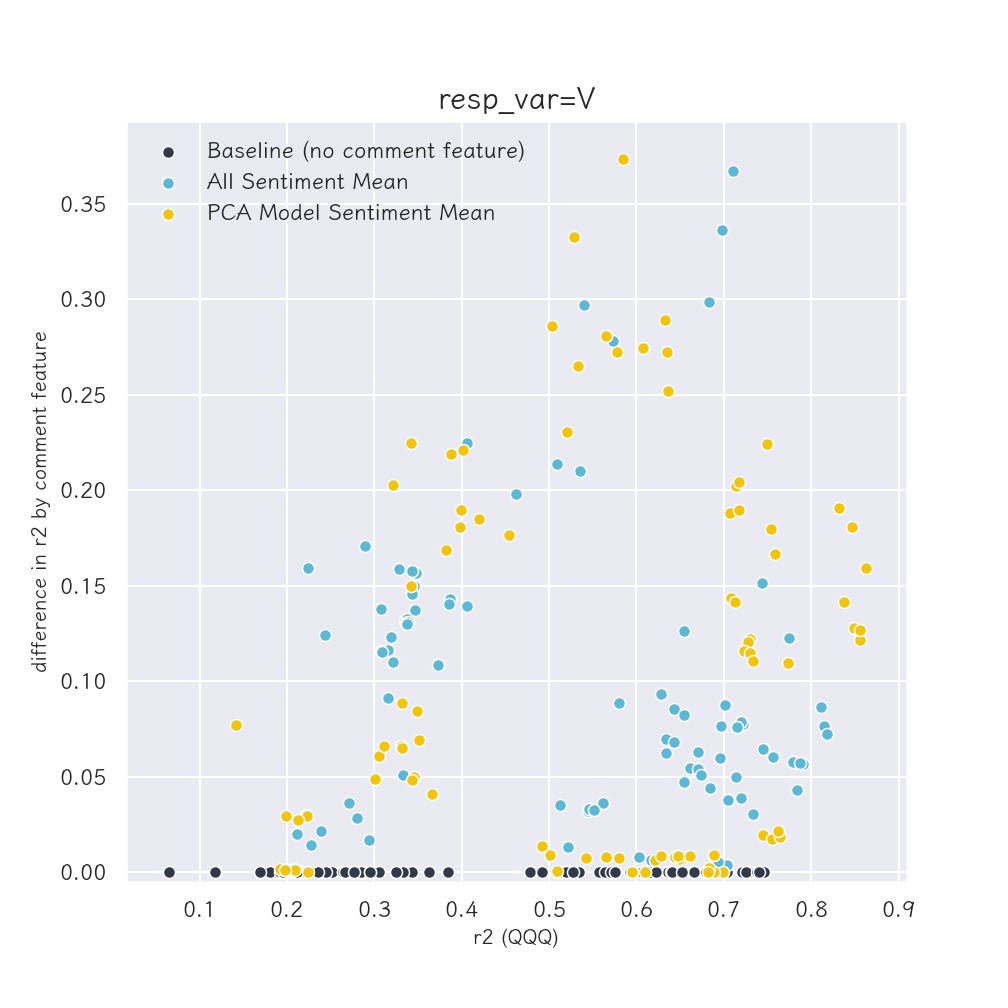 resp_var=V
Baseline (no comment feature)
All Sentiment Mean
PCA Model Sentiment Mean
difference in r2 by comment feature
0.35
0.30
0.25
0.20
0.15
0.10
0.05
0.00
0.1 0.2 0.3 0.4 0.5 0.6 0.7 0.8 0.9
r2 (QQQ)